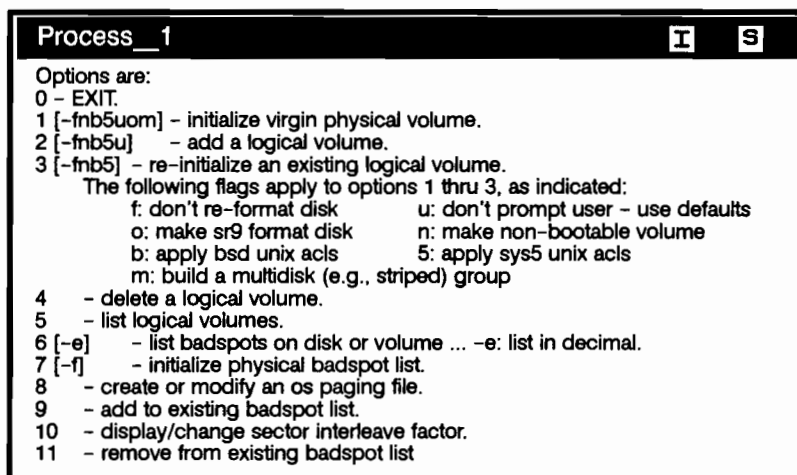 Process__1 I S
Options are:
0 – EXIT.
1 [–fnb5uom] – initialize virgin physical volume.
2 [–fnb5u] – add a logical volume.
3 [–fnb5] – re–initialize an existing logical volume.
The following flags apply to options 1 thru 3, as indicated:
f: don't re–format disk u: don't prompt user – use defaults
o: make sr9 format disk n: make non–bootable volume
b: apply bsd unix acls 5: apply sys5 unix acls
m: build a multidisk (e.g., striped) group
4 – delete a logical volume.
5 – list logical volumes.
6 [–e] – list badspots on disk or volume ... –e: list in decimal.
7 [–f] – initialize physical badspot list.
8 – create or modify an os paging file.
9 – add to existing badspot list.
10 – display/change sector interleave factor.
11 – remove from existing badspot list